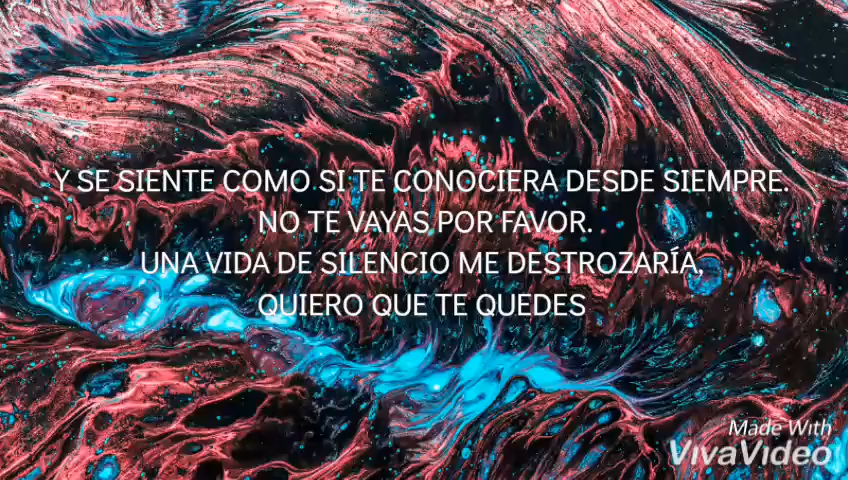 Y SE SIENTE COMO SI TE CONOCIERA DESDE SIEMPRE.
NO TE VAYAS POR FAVOR.
UNA VIDA DE SILENCIO ME DESTROZARÍA,
QUIERO QUE TE QUEDES
Made With
VivaVideo